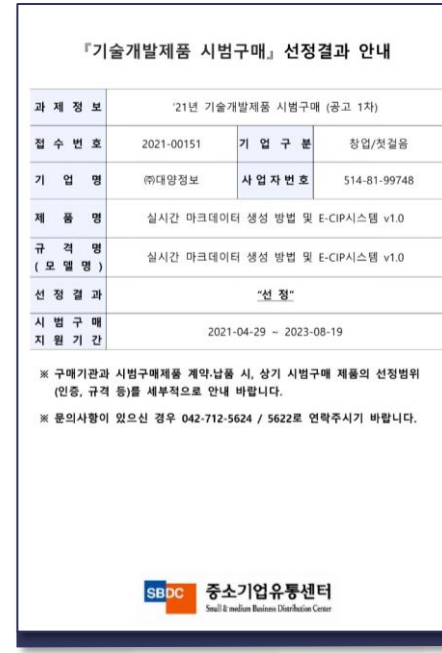 『기술개발제품 시범구매』 선정결과 안내
과 제 정 보 '21년 기술개발제품 시범구매 (공고 1차)
접 수 번 호 2021-00151 기 업 구 분 창업/첫걸음
기 업 명 ㈜대양정보 사 업 자 번 호 514-81-99748
제 품 명 실시간 마크데이터 생성 방법 및 E-CIP시스템 v1.0
규 격 명
( 모 델 명 ) 실시간 마크데이터 생성 방법 및 E-CIP시스템 v1.0
선 정 결 과 "선 정"
시 범 구 매
지 원 기 간 2021-04-29 ~ 2023-08-19
※ 구매기관과 시범구매제품 계약·납품 시, 상기 시범구매 제품의 선정범위
(인증, 규격 등)를 세부적으로 안내 바랍니다.
※ 문의사항이 있으신 경우 042-712-5624 / 5622로 연락주시기 바랍니다.
SBDC 중소기업유통센터
Small & medium Business Distribution Center